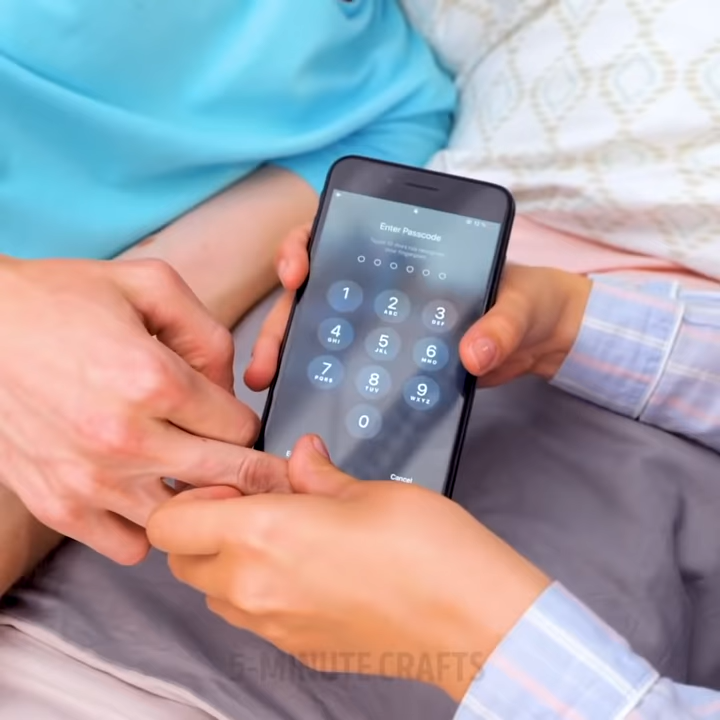 Enter Passcode
1
2
ABC
3
DEF
4
GHI
5
JKL
6
MNO
7
PQRS
8
TUV
9
WXYZ
0
Cancel
5-MINUTE CRAFTS